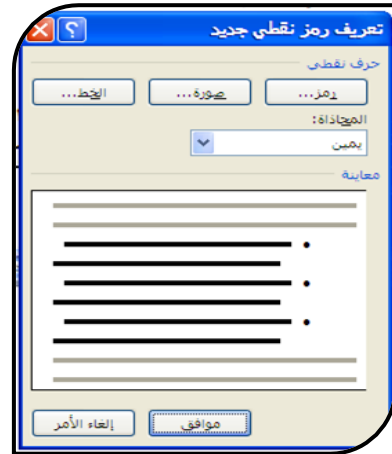 تعريف رمز نقطي جديد
حرف نقطي
رمز... صورة... الخط...
المحاذاة:
يمين
معاينة
موافق إلغاء الأمر